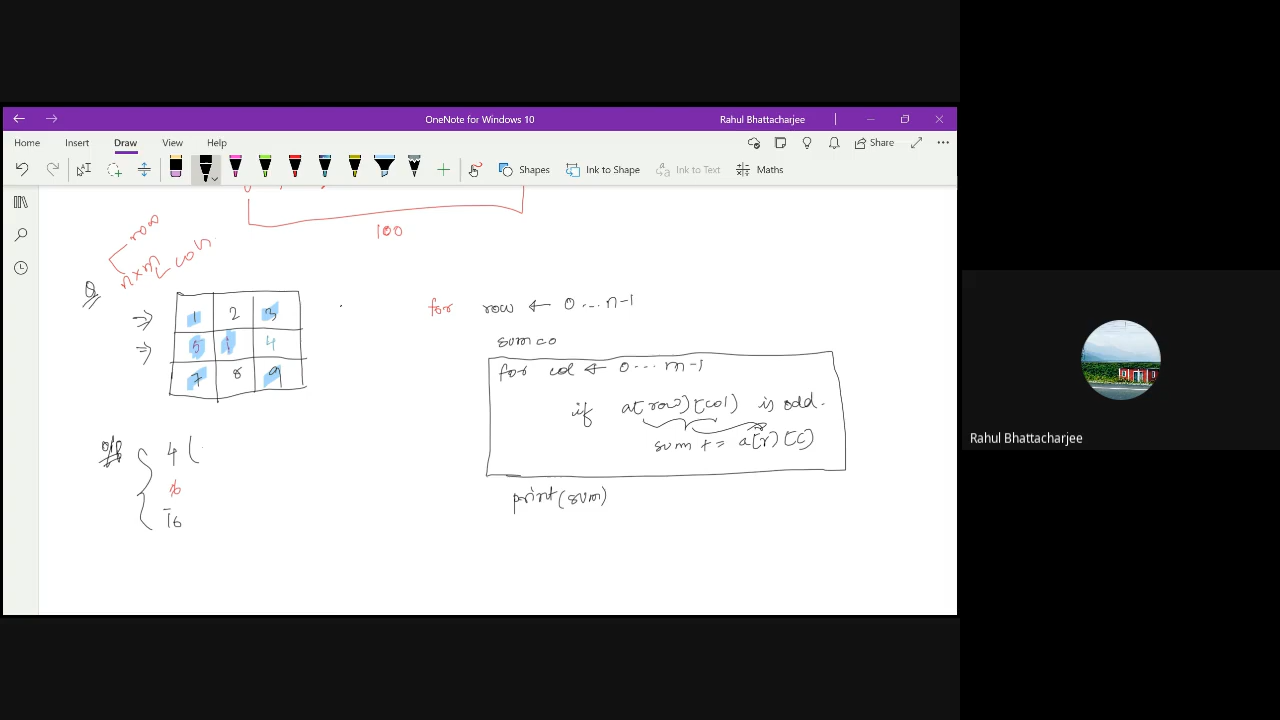 OneNote for Windows 10
Rahul Bhattacharjee
Home Insert Draw View Help
Share
Shapes
Ink to Shape
Ink to Text
Maths
100
row
n×m
Q
1 2 3
5 1 4
7 8 9
o/p
4 (
6
16
for row ← 0...n-1
sum = 0
for col ← 0...m-1
if a[row][col] is odd.
sum += a[r][c]
print(sum)
Rahul Bhattacharjee